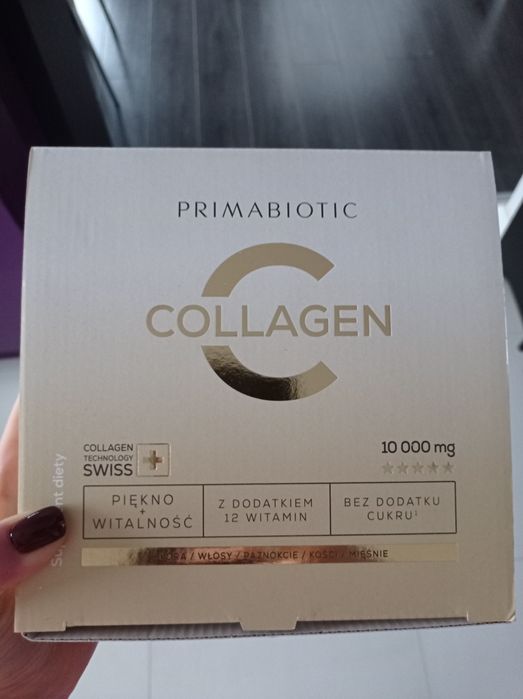 PRIMABIOTIC
COLLAGEN
COLLAGEN
TECHNOLOGY
SWISS
10 000 mg
PIĘKNO
+
WITALNOŚĆ
Z DODATKIEM
12 WITAMIN
BEZ DODATKU
CUKRU¹
/ WŁOSY / PAZNOKCIE / KOŚCI / MIĘŚNIE
diety